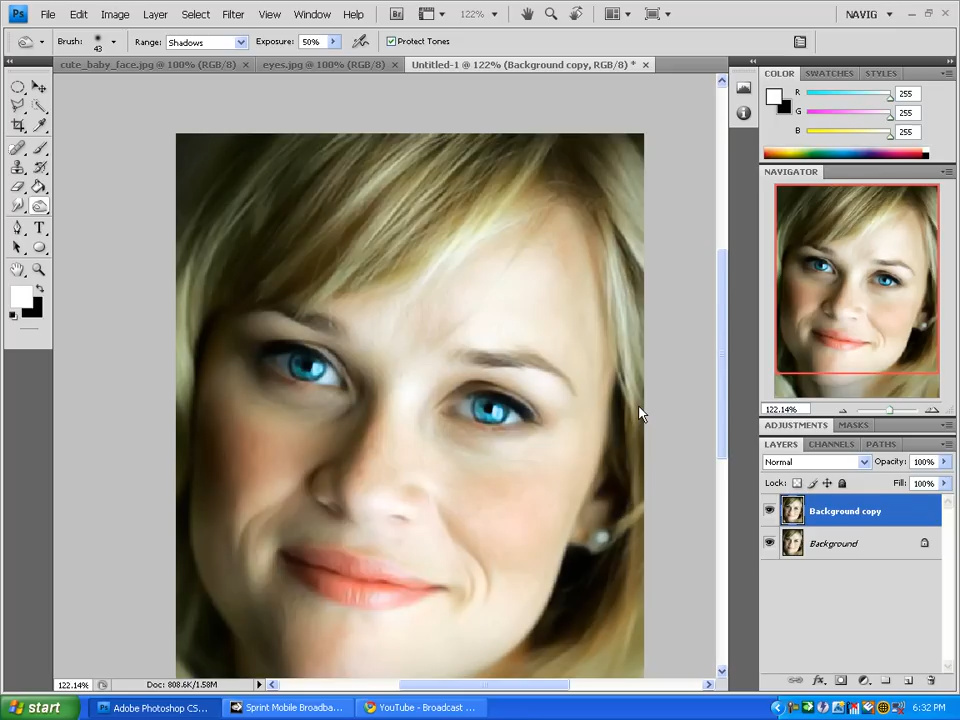 Ps File Edit Image Layer Select Filter View Window Help Br 122% NAVIG
Brush: 43 Range: Shadows Exposure: 50% Protect Tones
cute_baby_face.jpg @ 100% (RGB/8) x eyes.jpg @ 100% (RGB/8) x Untitled-1 @ 122% (Background copy, RGB/8) * x
COLOR SWATCHES STYLES
R 255
G 255
B 255
NAVIGATOR
T
122.14%
ADJUSTMENTS MASKS
LAYERS CHANNELS PATHS
Normal Opacity: 100%
Lock: Fill: 100%
Background copy
Background
fx
122.14% Doc: 808.6K/1.58M
start Ps Adobe Photoshop CS... Sprint Mobile Broadba... YouTube - Broadcast ... 6:32 PM